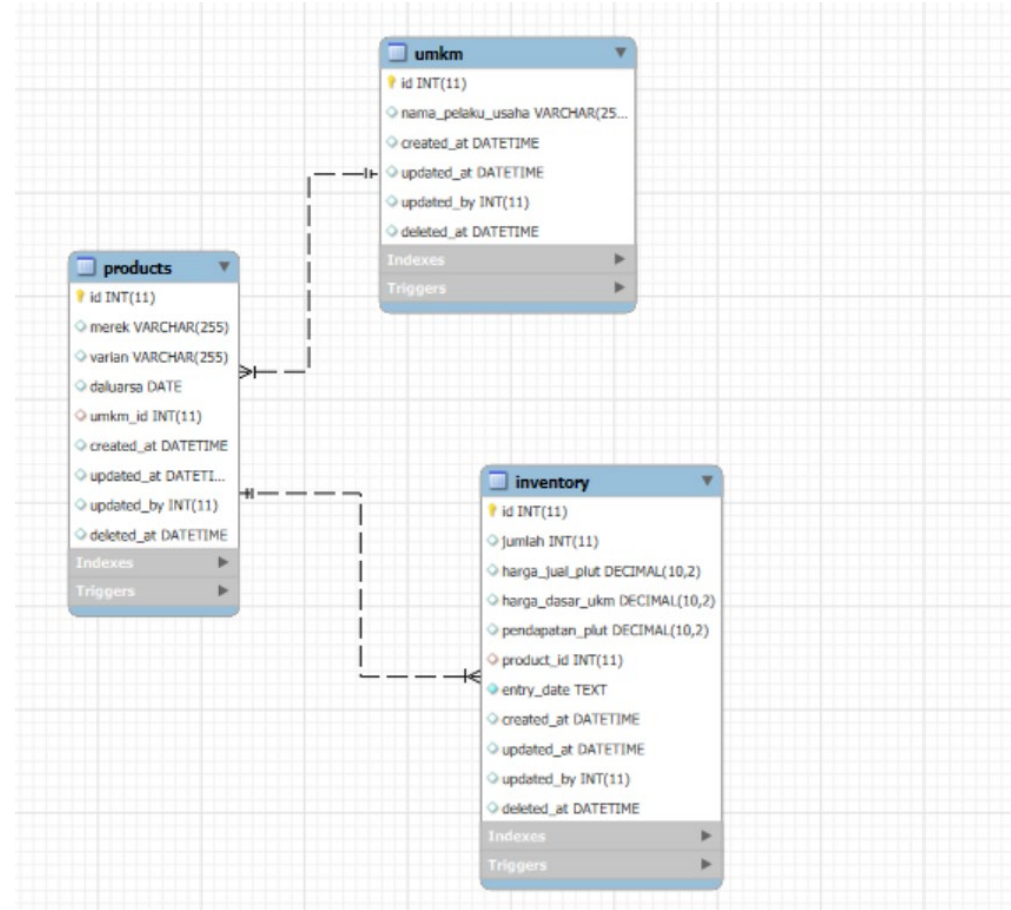 umkm
id INT(11)
nama_pelaku_usaha VARCHAR(25...
created_at DATETIME
updated_at DATETIME
updated_by INT(11)
deleted_at DATETIME
Indexes
Triggers
products
id INT(11)
merek VARCHAR(255)
varian VARCHAR(255)
daluarsa DATE
umkm_id INT(11)
created_at DATETIME
updated_at DATETI...
updated_by INT(11)
deleted_at DATETIME
Indexes
Triggers
inventory
id INT(11)
jumlah INT(11)
harga_jual_plut DECIMAL(10,2)
harga_dasar_ukm DECIMAL(10,2)
pendapatan_plut DECIMAL(10,2)
product_id INT(11)
entry_date TEXT
created_at DATETIME
updated_at DATETIME
updated_by INT(11)
deleted_at DATETIME
Indexes
Triggers